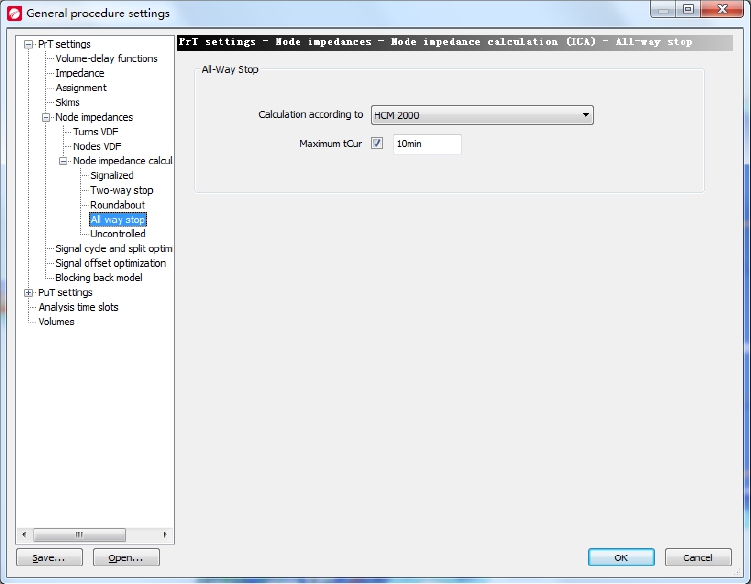 General procedure settings
PrT settings
Volume-delay functions
Impedance
Assignment
Skims
Node impedances
Turns VDF
Nodes VDF
Node impedance calcul
Signalized
Two-way stop
Roundabout
All-way stop
Uncontrolled
Signal cycle and split optim
Signal offset optimization
Blocking back model
PuT settings
Analysis time slots
Volumes
PrT settings - Node impedances - Node impedance calculation (ICA) - All-way stop
All-Way Stop
Calculation according to HCM 2000
Maximum tCur 10min
Save... Open... OK Cancel